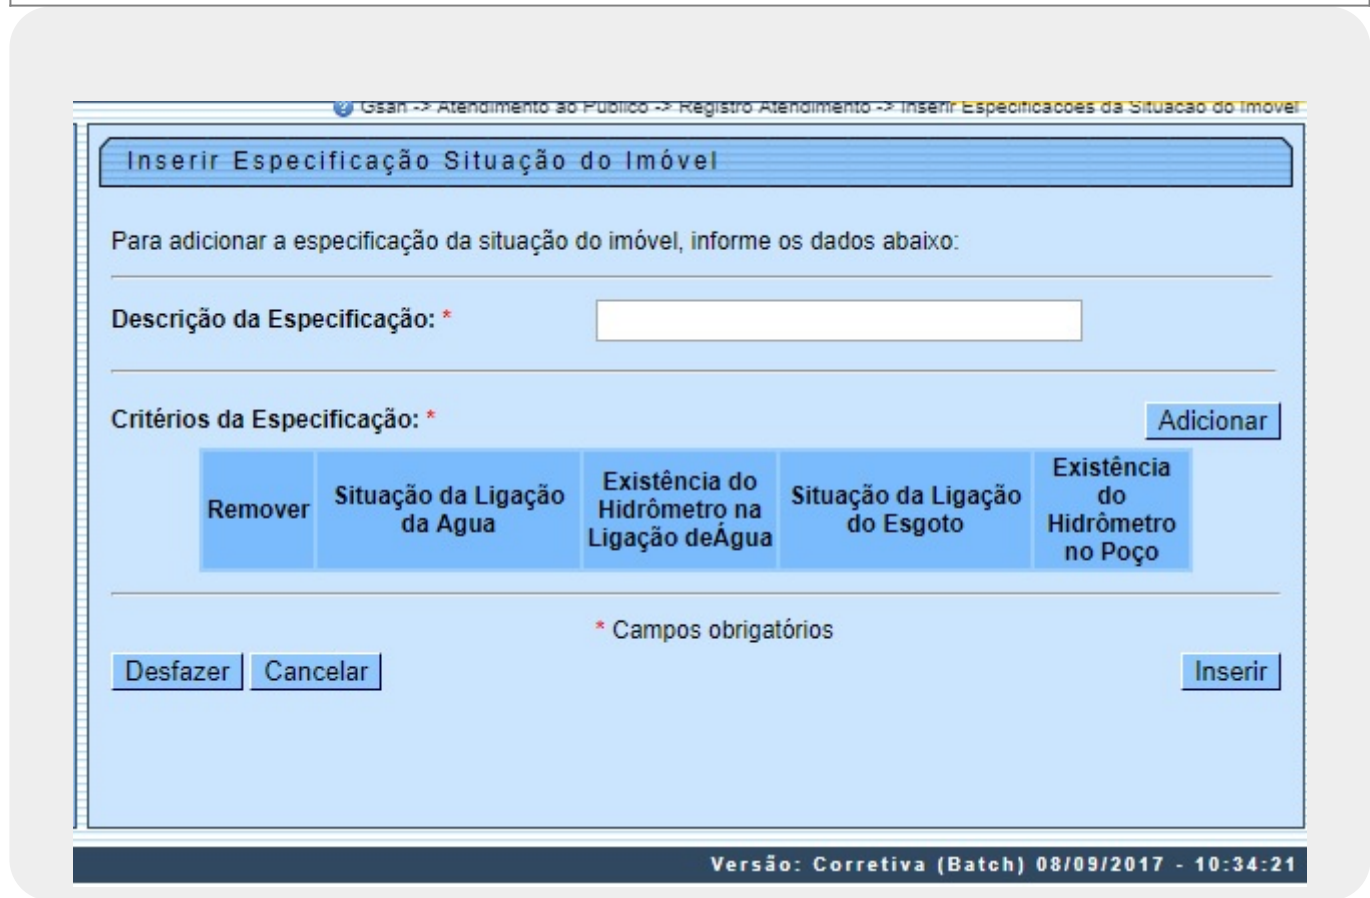 Gsan -> Atendimento ao Publico -> Registro Atendimento -> Inserir Especificacoes da Situacao do Imovel
Inserir Especificação Situação do Imóvel
Para adicionar a especificação da situação do imóvel, informe os dados abaixo:
Descrição da Especificação: *
Critérios da Especificação: *
Adicionar
Remover
Situação da Ligação
da Agua
Existência do
Hidrômetro na
Ligação deÁgua
Situação da Ligação
do Esgoto
Existência
do
Hidrômetro
no Poço
* Campos obrigatórios
Desfazer
Cancelar
Inserir
Versão: Corretiva (Batch) 08/09/2017 - 10:34:21